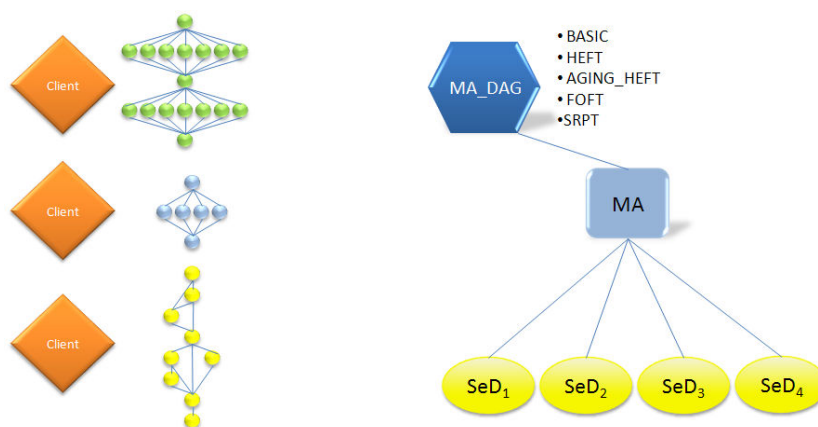 Client
Client
Client
MA_DAG
• BASIC
• HEFT
• AGING_HEFT
• FOFT
•SRPT
MA
SeD₁ SeD₂ SeD₃ SeD₄